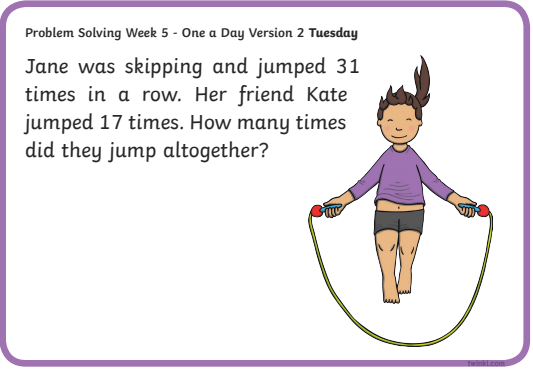 Problem Solving Week 5 - One a Day Version 2 Tuesday
Jane was skipping and jumped 31
times in a row. Her friend Kate
jumped 17 times. How many times
did they jump altogether?
twinkl.com